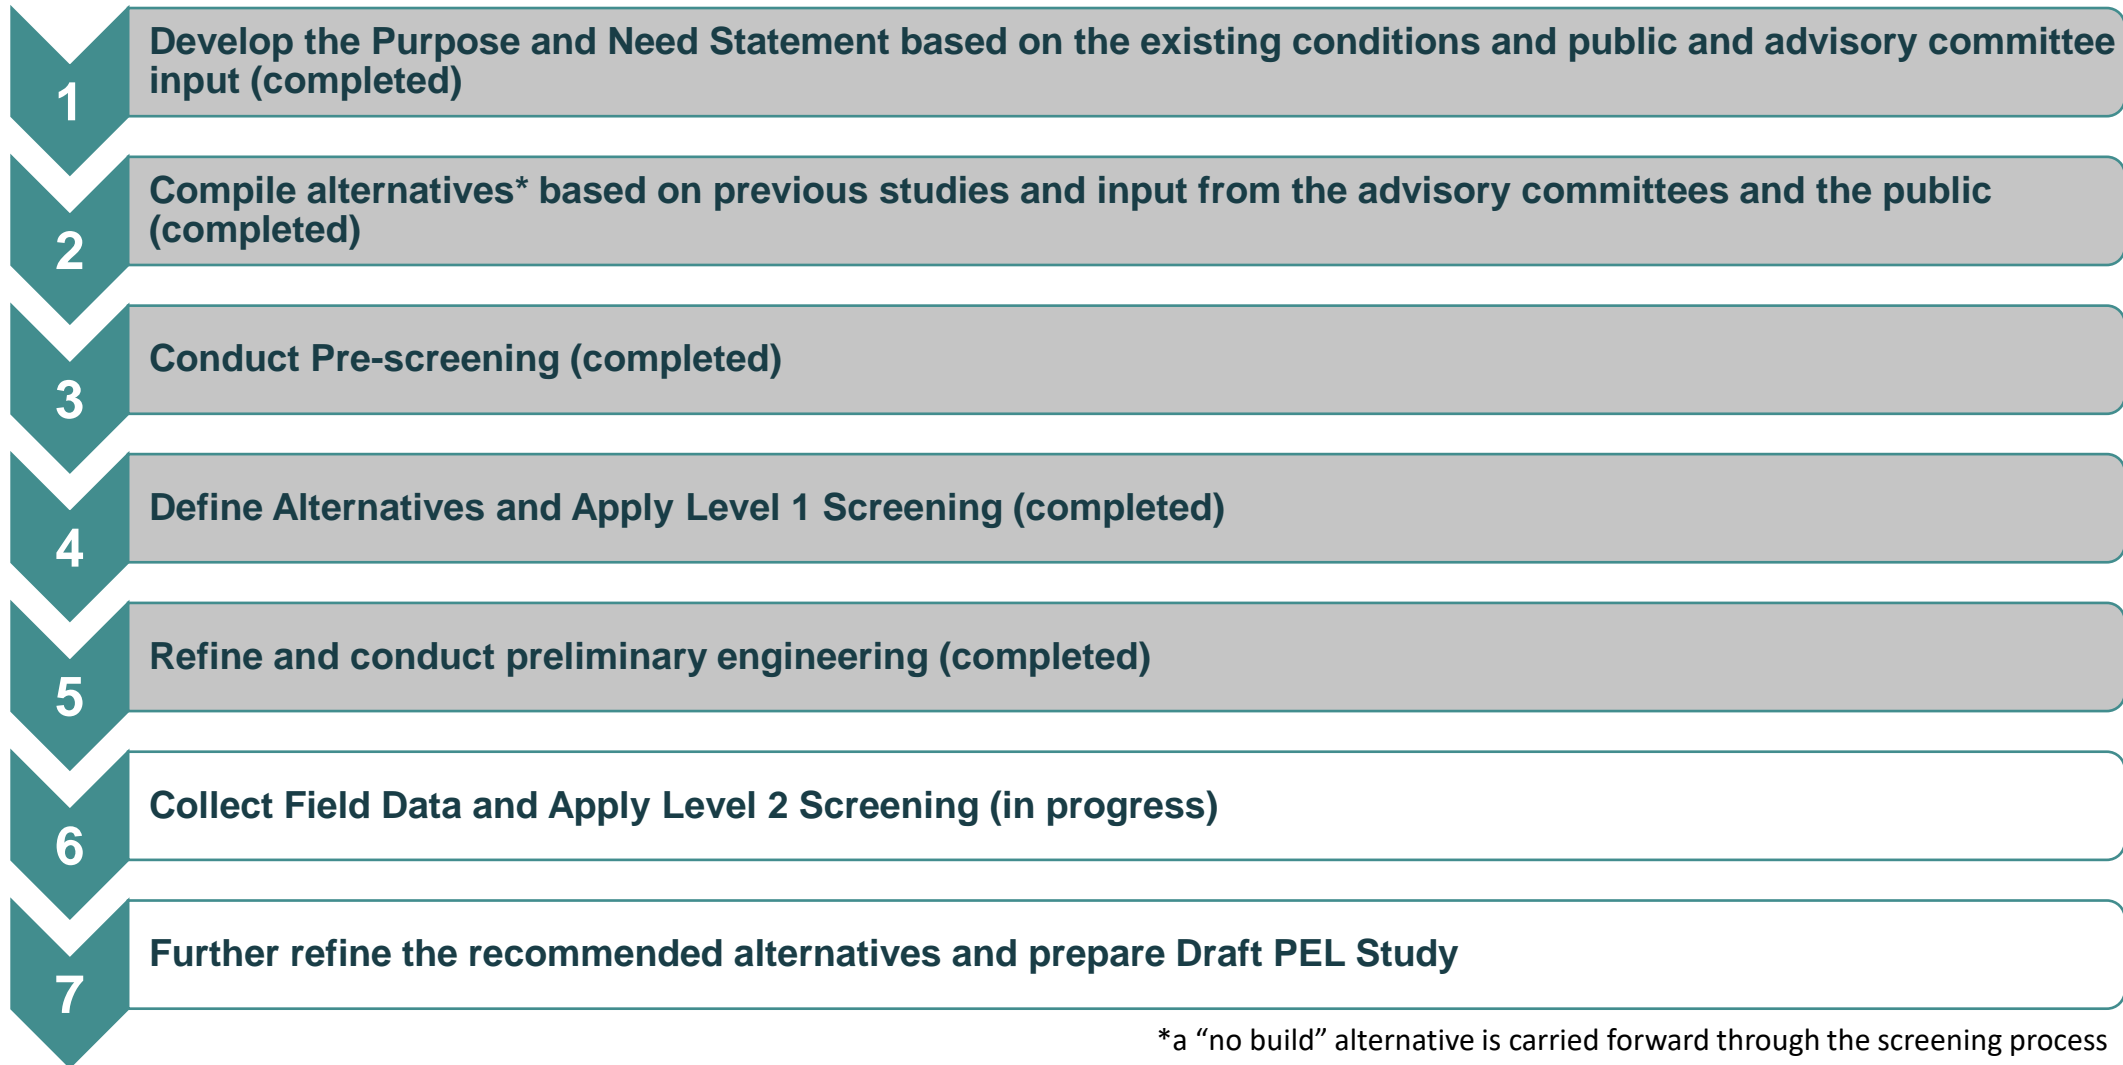 1
Develop the Purpose and Need Statement based on the existing conditions and public and advisory committee
input (completed)
2
Compile alternatives* based on previous studies and input from the advisory committees and the public
(completed)
3
Conduct Pre-screening (completed)
4
Define Alternatives and Apply Level 1 Screening (completed)
5
Refine and conduct preliminary engineering (completed)
6
Collect Field Data and Apply Level 2 Screening (in progress)
7
Further refine the recommended alternatives and prepare Draft PEL Study
*a “no build” alternative is carried forward through the screening process